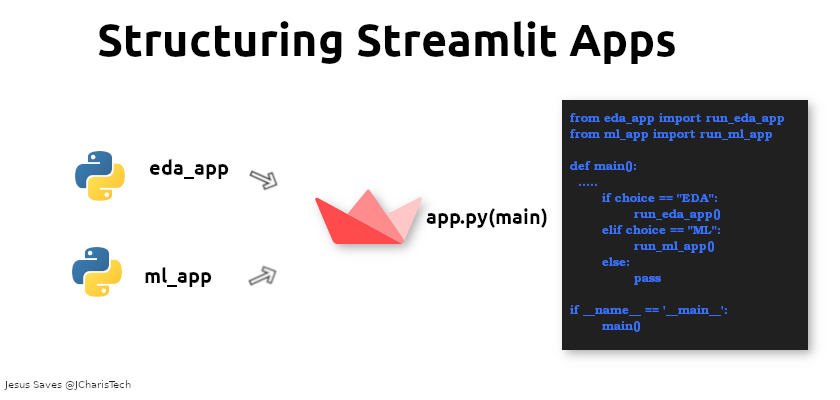 Structuring Streamlit Apps
eda_app
ml_app
app.py(main)
from eda_app import run_eda_app
from ml_app import run_ml_app
def main():
.....
if choice == "EDA":
run_eda_app()
elif choice == "ML":
run_ml_app()
else:
pass
if __name__ == '__main__':
main()
Jesus Saves @JCharisTech